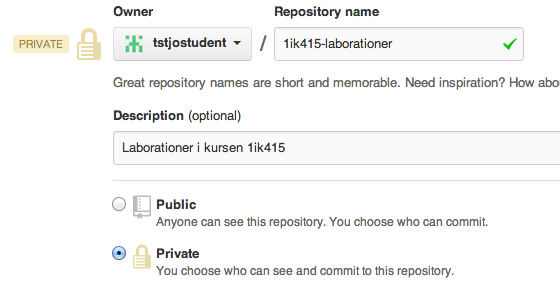 Owner Repository name
PRIVATE tstjostudent / 1ik415-laborationer
Great repository names are short and memorable. Need inspiration? How abo
Description (optional)
Laborationer i kursen 1ik415
Public
Anyone can see this repository. You choose who can commit.
Private
You choose who can see and commit to this repository.